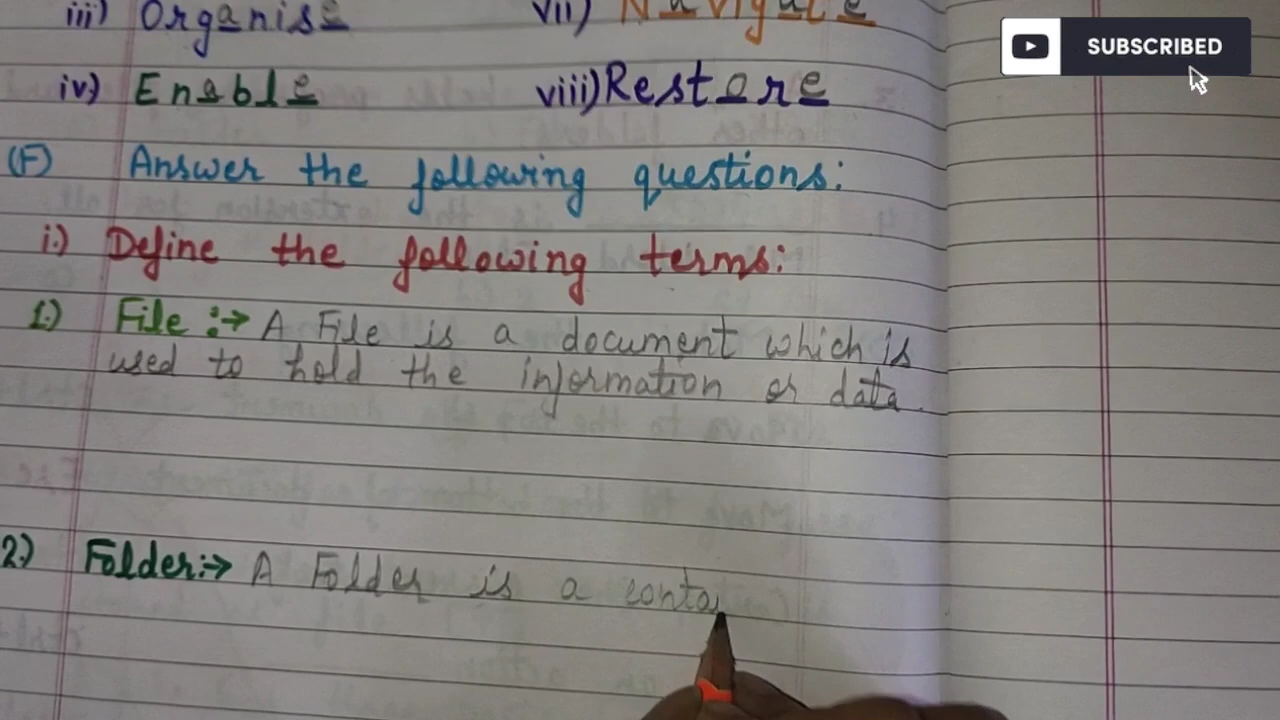 iii) Organise vii) Navigate
SUBSCRIBED
iv) Enable viii) Restore
(F) Answer the following questions:
i.) Define the following terms:
1.) File :→ A File is a document which is
used to hold the information or data.
2.) Folder:→ A Folder is a conta